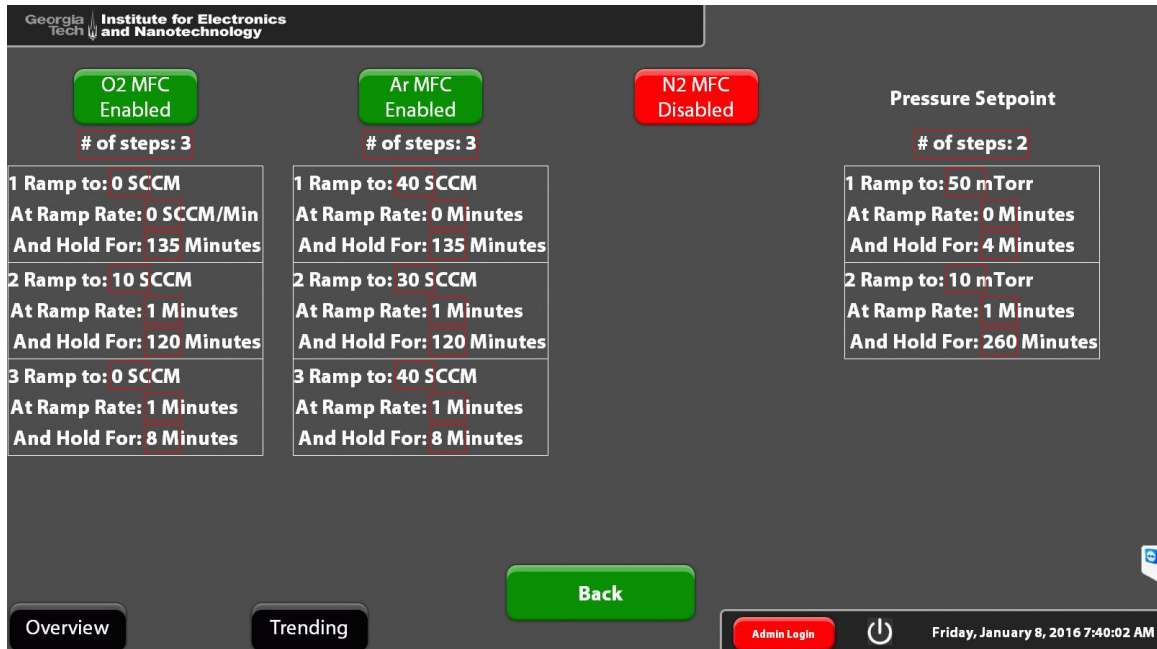 Georgia Tech
Institute for Electronics
and Nanotechnology
O2 MFC
Enabled
# of steps: 3
1 Ramp to: 0 SCCM
At Ramp Rate: 0 SCCM/Min
And Hold For: 135 Minutes
2 Ramp to: 10 SCCM
At Ramp Rate: 1 Minutes
And Hold For: 120 Minutes
3 Ramp to: 0 SCCM
At Ramp Rate: 1 Minutes
And Hold For: 8 Minutes
Ar MFC
Enabled
# of steps: 3
1 Ramp to: 40 SCCM
At Ramp Rate: 0 Minutes
And Hold For: 135 Minutes
2 Ramp to: 30 SCCM
At Ramp Rate: 1 Minutes
And Hold For: 120 Minutes
3 Ramp to: 40 SCCM
At Ramp Rate: 1 Minutes
And Hold For: 8 Minutes
N2 MFC
Disabled
Pressure Setpoint
# of steps: 2
1 Ramp to: 50 mTorr
At Ramp Rate: 0 Minutes
And Hold For: 4 Minutes
2 Ramp to: 10 mTorr
At Ramp Rate: 1 Minutes
And Hold For: 260 Minutes
Back
Overview
Trending
Admin Login
Friday, January 8, 2016 7:40:02 AM